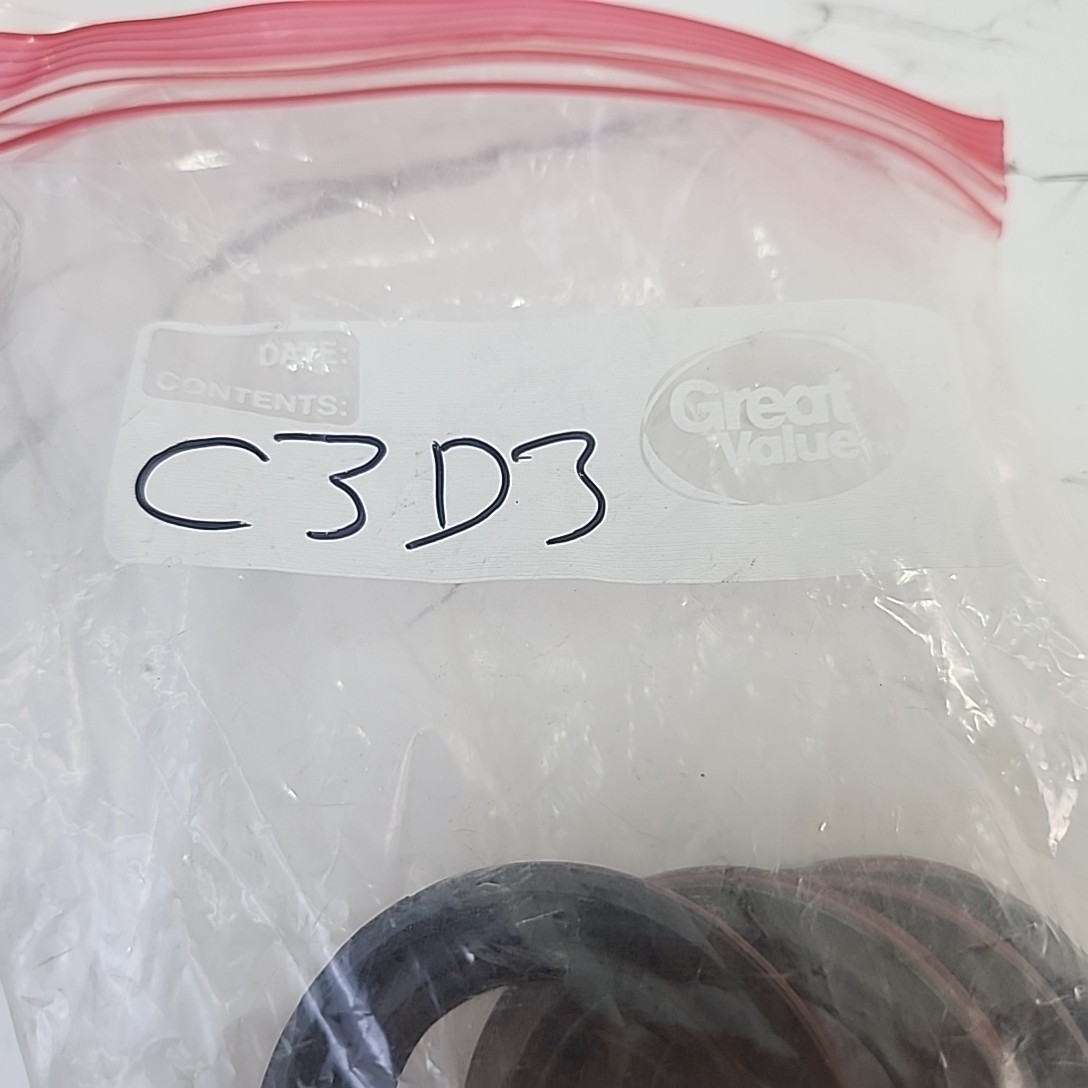 DATE:
CONTENTS:
Great
Value
C3D3